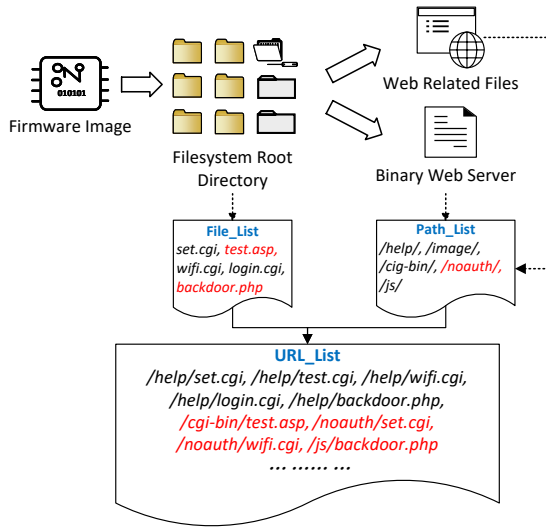 010101
Firmware Image
Filesystem Root
Directory
Web Related Files
Binary Web Server
File_List
set.cgi, test.asp,
wifi.cgi, login.cgi,
backdoor.php
Path_List
/help/, /image/,
/cig-bin/, /noauth/,
/js/
URL_List
/help/set.cgi, /help/test.cgi, /help/wifi.cgi,
/help/login.cgi, /help/backdoor.php,
/cgi-bin/test.asp, /noauth/set.cgi,
/noauth/wifi.cgi, /js/backdoor.php
... ... ... ...